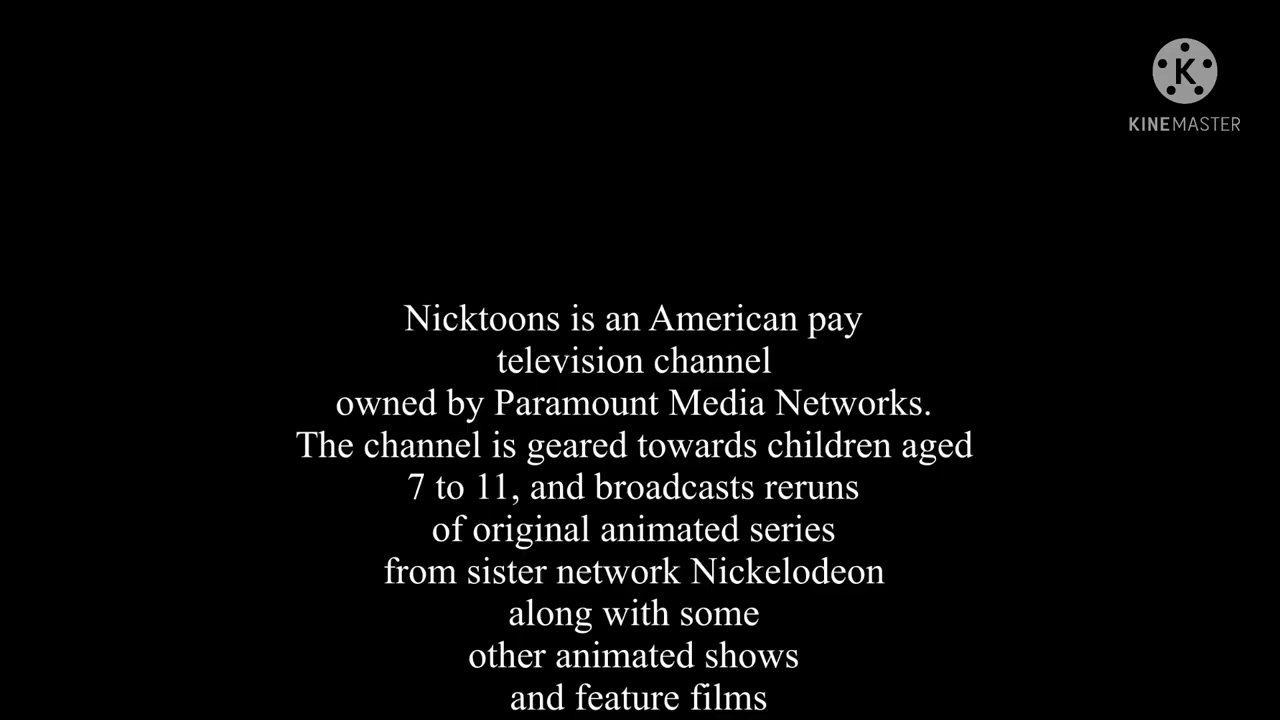 K
KINEMASTER
Nicktoons is an American pay
television channel
owned by Paramount Media Networks.
The channel is geared towards children aged
7 to 11, and broadcasts reruns
of original animated series
from sister network Nickelodeon
along with some
other animated shows
and feature films